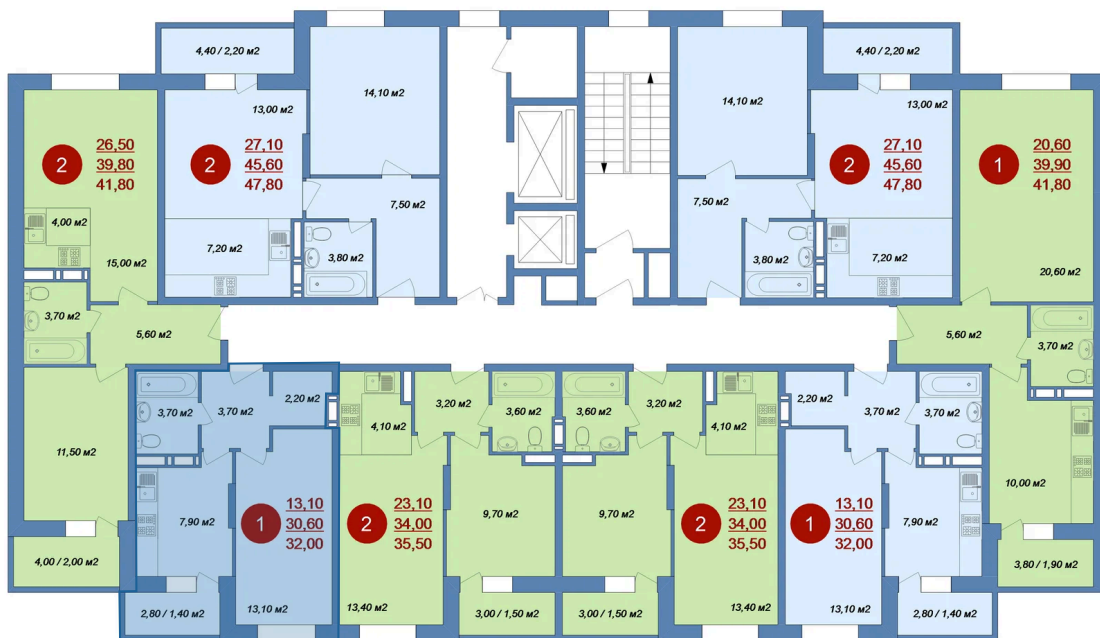 4,40 / 2,20 м2
14,10 м2
13,00 м2
2
26,50
39,80
41,80
2
27,10
45,60
47,80
4,00 м2
15,00 м2
7,20 м2
7,50 м2
3,80 м2
4,40 / 2,20 м2
14,10 м2
13,00 м2
2
27,10
45,60
47,80
1
20,60
39,90
41,80
7,50 м2
3,80 м2
7,20 м2
20,60 м2
3,70 м2
5,60 м2
5,60 м2
3,70 м2
3,70 м2
3,70 м2
2,20 м2
4,10 м2
3,20 м2
3,60 м2
3,60 м2
3,20 м2
4,10 м2
2,20 м2
3,70 м2
3,70 м2
11,50 м2
7,90 м2
1
13,10
30,60
32,00
2
23,10
34,00
35,50
9,70 м2
9,70 м2
2
23,10
34,00
35,50
1
13,10
30,60
32,00
7,90 м2
10,00 м2
4,00 / 2,00 м2
2,80 / 1,40 м2
13,10 м2
13,40 м2
3,00 / 1,50 м2
3,00 / 1,50 м2
13,40 м2
13,10 м2
2,80 / 1,40 м2
3,80 / 1,90 м2